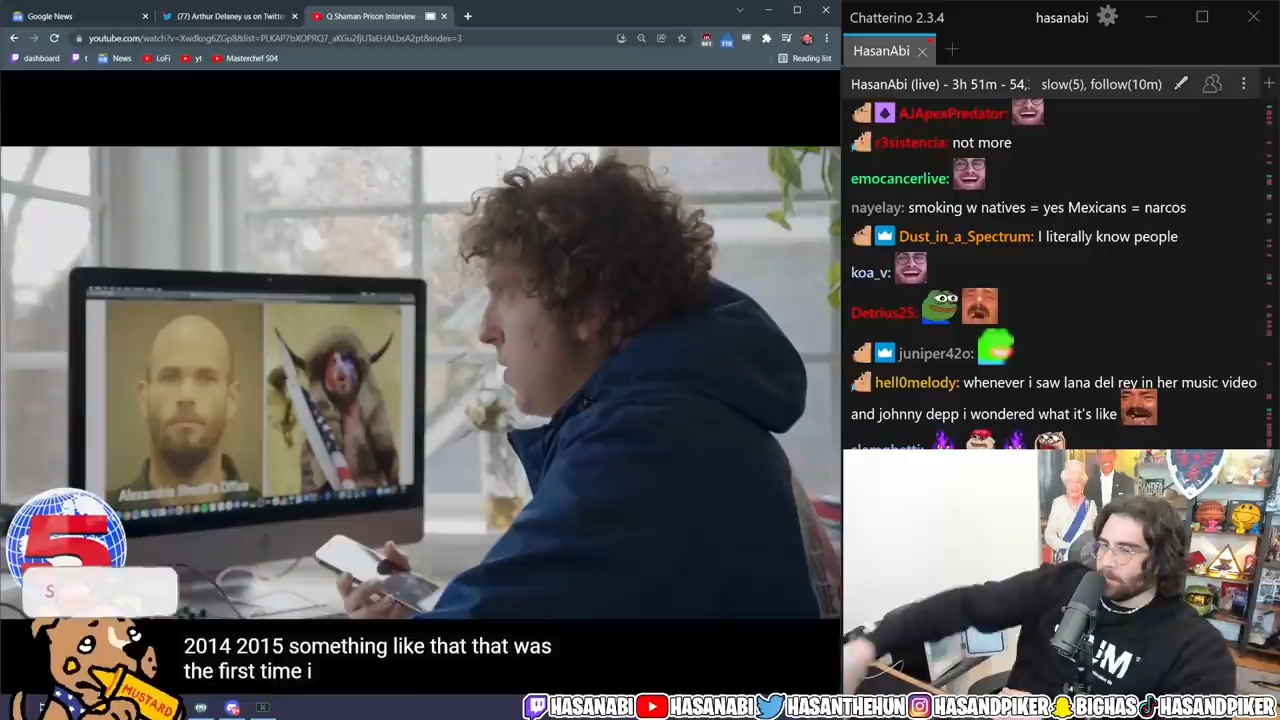 Google News
(77) Arthur Delaney us on Twitte
Q Shaman Prison Interview
youtube.com/watch?v=Xwdkng6ZGp8&list=PLKAP7bXOPRQ7_aKGu2fjUTaEHALbsA2pt&index=3
dashboard
t
News
LoFi
yt
Masterchef S04
Reading list
Alexandria Sheriff's Office
5
S
MUSTARD
2014 2015 something like that that was
the first time i
Chatterino 2.3.4
hasanabi
HasanAbi
HasanAbi (live) - 3h 51m - 54,
slow(5), follow(10m)
AJApexPredator:
r3sistencia: not more
emocancerlive:
nayelay: smoking w natives = yes Mexicans = narcos
Dust_in_a_Spectrum: I literally know people
koa_v:
Detrius25:
juniper42o:
hell0melody: whenever i saw lana del rey in her music video
and johnny depp i wondered what it's like
HASANABI
HASANABI
HASANTHEHUN
HASANDPIKER
BIGHAS
HASANDPIKER